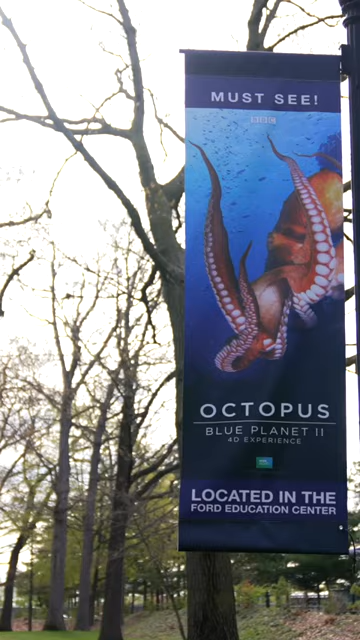 MUST SEE!
OCTOPUS
BLUE PLANET II
4D EXPERIENCE
LOCATED IN THE
FORD EDUCATION CENTER